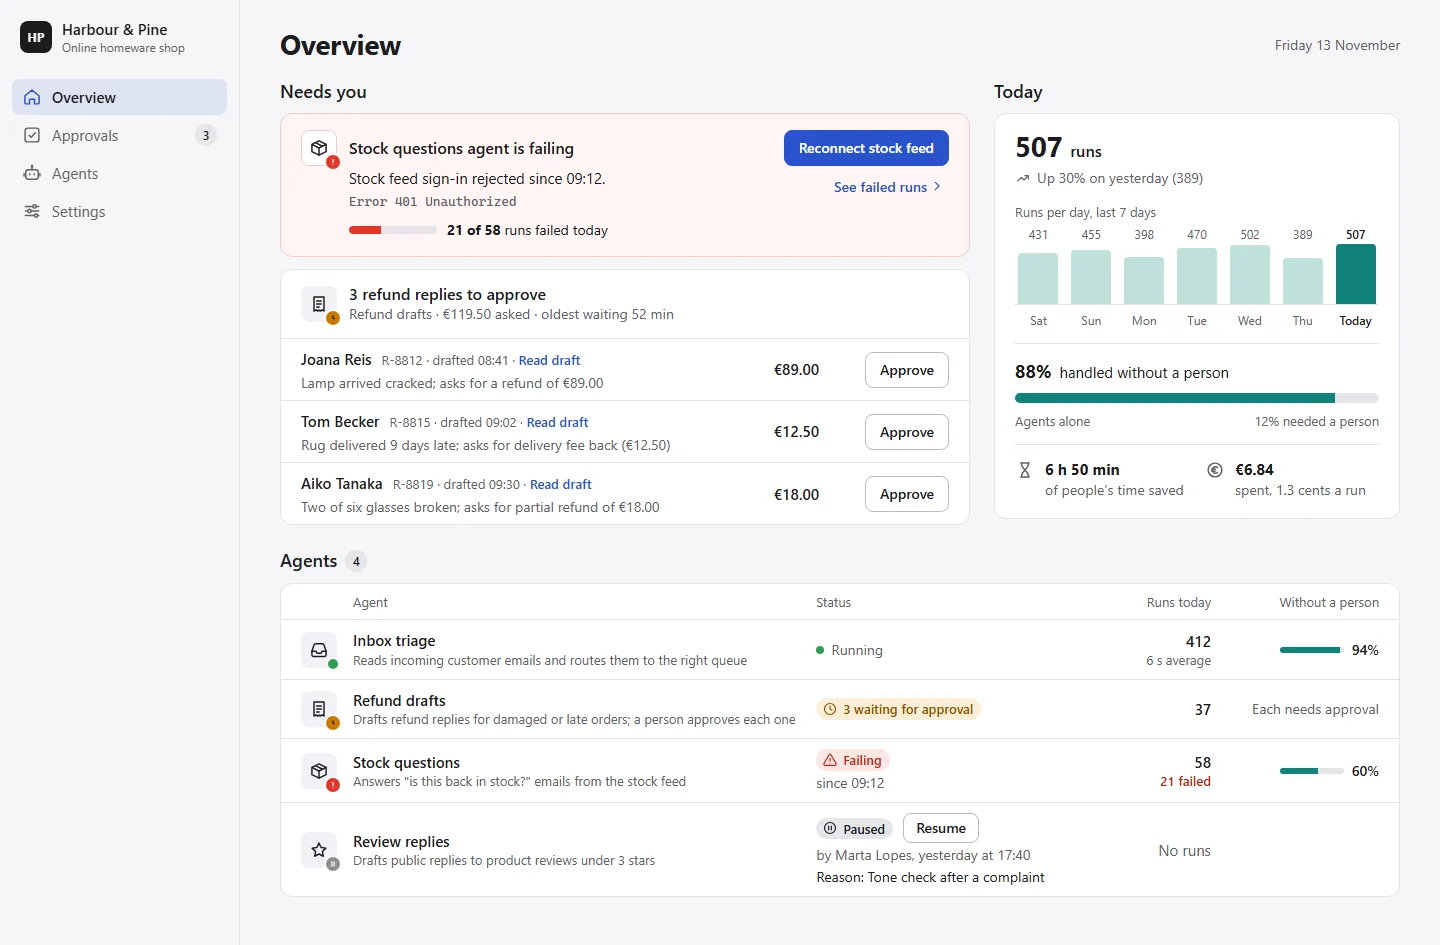 HP
Harbour & Pine
Online homeware shop
Overview
Approvals 3
Agents
Settings
Overview
Friday 13 November
Needs you
Stock questions agent is failing
Stock feed sign-in rejected since 09:12.
Error 401 Unauthorized
21 of 58 runs failed today
Reconnect stock feed
See failed runs
3 refund replies to approve
Refund drafts · €119.50 asked · oldest waiting 52 min
Joana Reis R-8812 · drafted 08:41 · Read draft
Lamp arrived cracked; asks for a refund of €89.00
€89.00
Approve
Tom Becker R-8815 · drafted 09:02 · Read draft
Rug delivered 9 days late; asks for delivery fee back (€12.50)
€12.50
Approve
Aiko Tanaka R-8819 · drafted 09:30 · Read draft
Two of six glasses broken; asks for partial refund of €18.00
€18.00
Approve
Today
507 runs
Up 30% on yesterday (389)
Runs per day, last 7 days
431 455 398 470 502 389 507
Sat Sun Mon Tue Wed Thu Today
88% handled without a person
Agents alone
12% needed a person
6 h 50 min
of people's time saved
€6.84
spent, 1.3 cents a run
Agents 4
Agent Status Runs today Without a person
Inbox triage
Reads incoming customer emails and routes them to the right queue
Running
412
6 s average
94%
Refund drafts
Drafts refund replies for damaged or late orders; a person approves each one
3 waiting for approval
37
Each needs approval
Stock questions
Answers "is this back in stock?" emails from the stock feed
Failing
since 09:12
58
21 failed
60%
Review replies
Drafts public replies to product reviews under 3 stars
Paused
Resume
by Marta Lopes, yesterday at 17:40
Reason: Tone check after a complaint
No runs